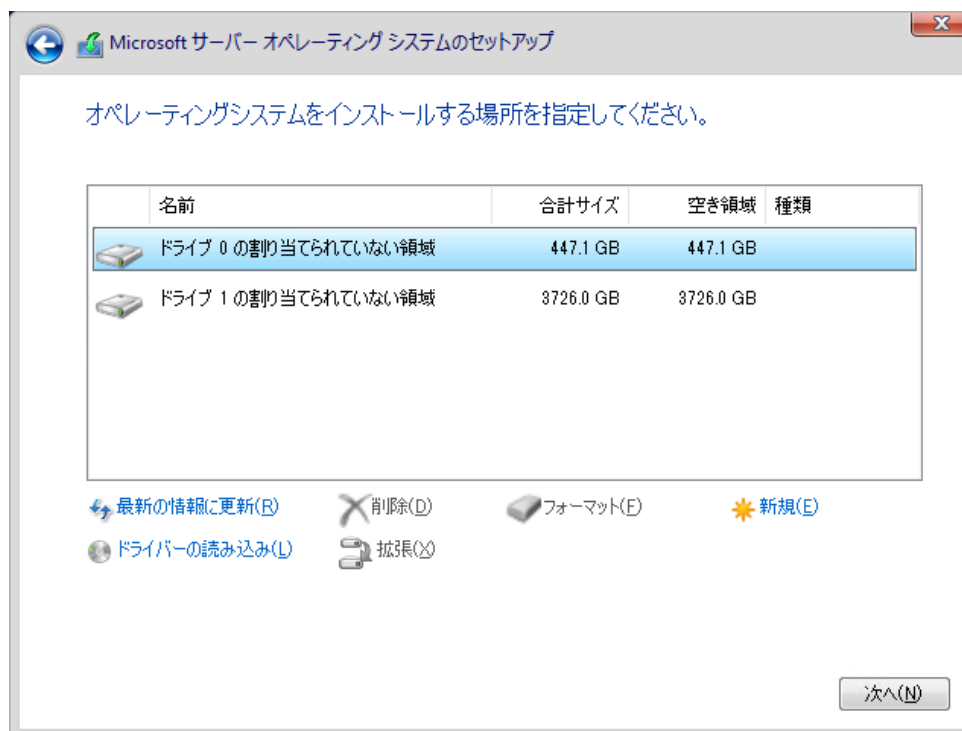 Microsoft サーバー オペレーティング システムのセットアップ
オペレーティングシステムをインストールする場所を指定してください。
名前 合計サイズ 空き領域 種類
ドライブ 0 の割り当てられていない領域 447.1 GB 447.1 GB
ドライブ 1 の割り当てられていない領域 3726.0 GB 3726.0 GB
最新の情報に更新(R) 削除(D) フォーマット(F) 新規(E)
ドライバーの読み込み(L) 拡張(X)
次へ(N)